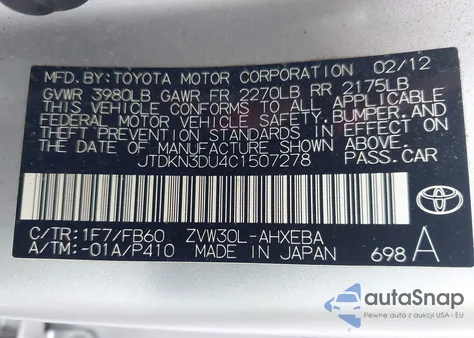 MFD. BY: TOYOTA MOTOR CORPORATION 02/12
GVWR 3980LB GAWR FR 2270LB RR 2175LB
THIS VEHICLE CONFORMS TO ALL APPLICABLE
FEDERAL MOTOR VEHICLE SAFETY, BUMPER, AND
THEFT PREVENTION STANDARDS IN EFFECT ON
THE DATE OF MANUFACTURE SHOWN ABOVE.
JTDKN3DU4C1507278 PASS. CAR
TOYOTA
C/TR: 1F7/FB60 ZVW30L-AHXEBA
A/TM: -01A/P410 MADE IN JAPAN 698 A
autoSnap
Pewne auta z USA i EU